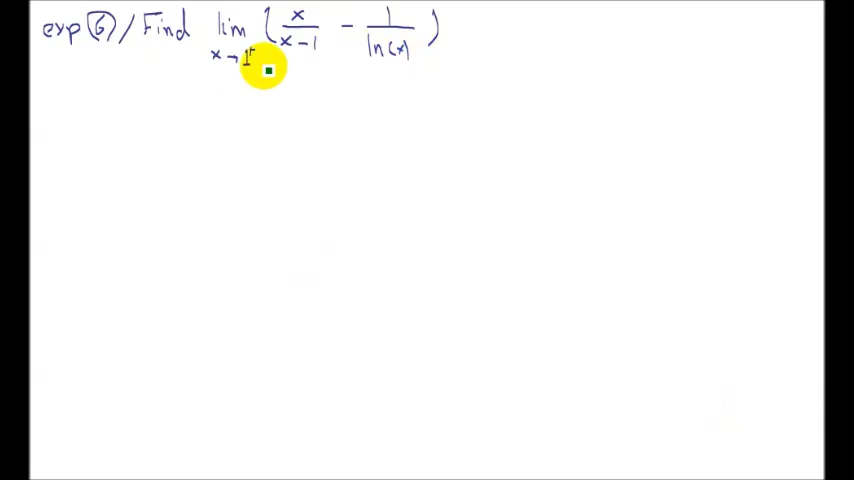 exp(6) / Find lim x → 1⁺ ( x/(x-1) - 1/ln(x) )